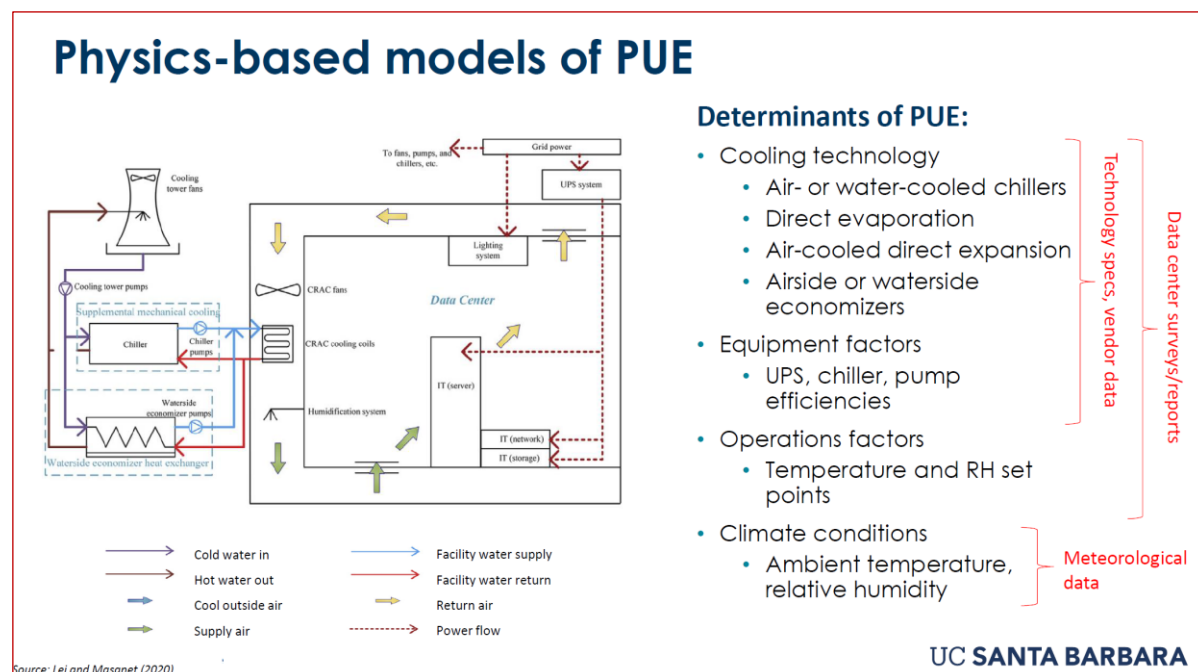 Physics-based models of PUE
To fans, pumps, and
chillers, etc.
Grid power
UPS system
Cooling
tower fans
Lighting
system
CRAC fans
Data Center
Cooling tower pumps
Supplemental mechanical cooling
Chiller
Chiller
pumps
CRAC cooling coils
IT (server)
Waterside
economizer pumps
Humidification system
IT (network)
IT (storage)
Waterside economizer heat exchanger
Cold water in
Hot water out
Cool outside air
Supply air
Facility water supply
Facility water return
Return air
Power flow
Determinants of PUE:
• Cooling technology
• Air- or water-cooled chillers
• Direct evaporation
• Air-cooled direct expansion
• Airside or waterside
economizers
• Equipment factors
• UPS, chiller, pump
efficiencies
• Operations factors
• Temperature and RH set
points
• Climate conditions
• Ambient temperature,
relative humidity
Technology specs, vendor data
Data center surveys/reports
Meteorological
data
Source: Lei and Masanet (2020)
UC SANTA BARBARA